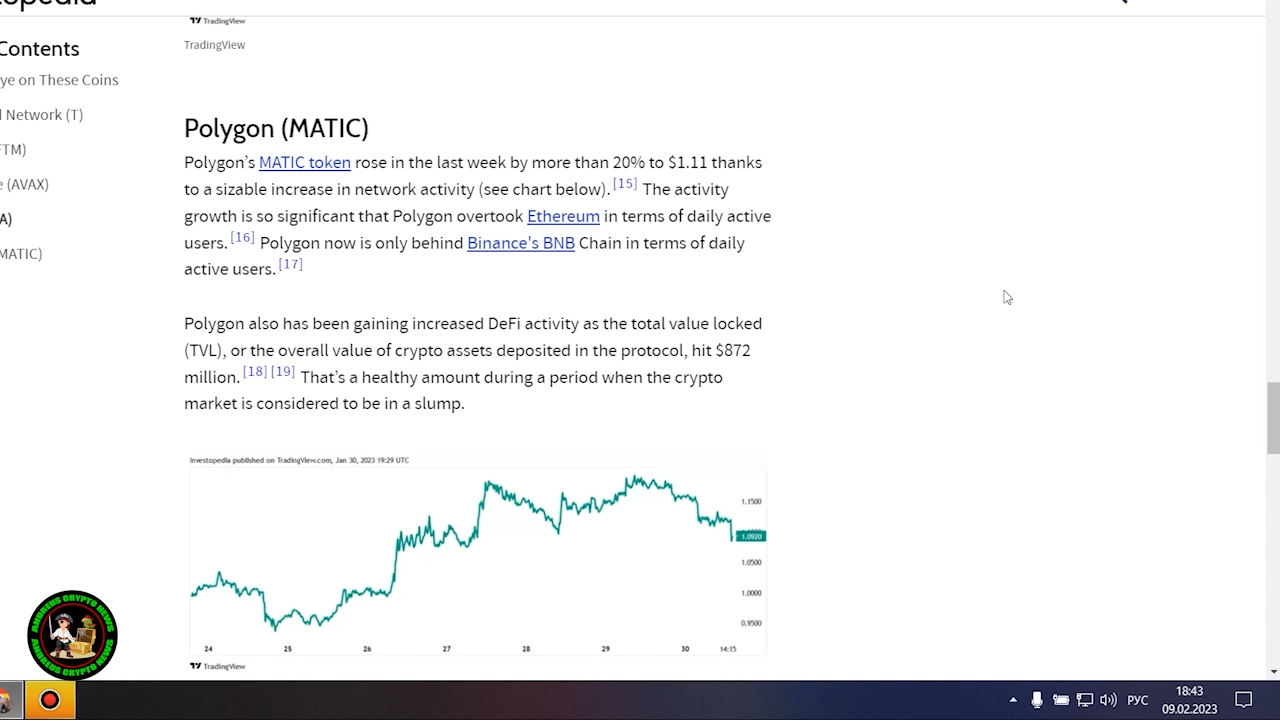 Contents
ye on These Coins
l Network (T)
FTM)
e (AVAX)
A)
MATIC)
TradingView
TradingView
Polygon (MATIC)
Polygon’s MATIC token rose in the last week by more than 20% to $1.11 thanks
to a sizable increase in network activity (see chart below). [15] The activity
growth is so significant that Polygon overtook Ethereum in terms of daily active
users. [16] Polygon now is only behind Binance's BNB Chain in terms of daily
active users. [17]
Polygon also has been gaining increased DeFi activity as the total value locked
(TVL), or the overall value of crypto assets deposited in the protocol, hit $872
million. [18] [19] That’s a healthy amount during a period when the crypto
market is considered to be in a slump.
Investopedia published on TradingView.com, Jan 30, 2023 19:29 UTC
1.1500
1.0920
1.0500
1.0000
0.9500
24 25 26 27 28 29 30 14:15
TradingView
ANDREUS CRYPTO NEWS
ANDREUS CRYPTO NEWS
РУС
18:43
09.02.2023